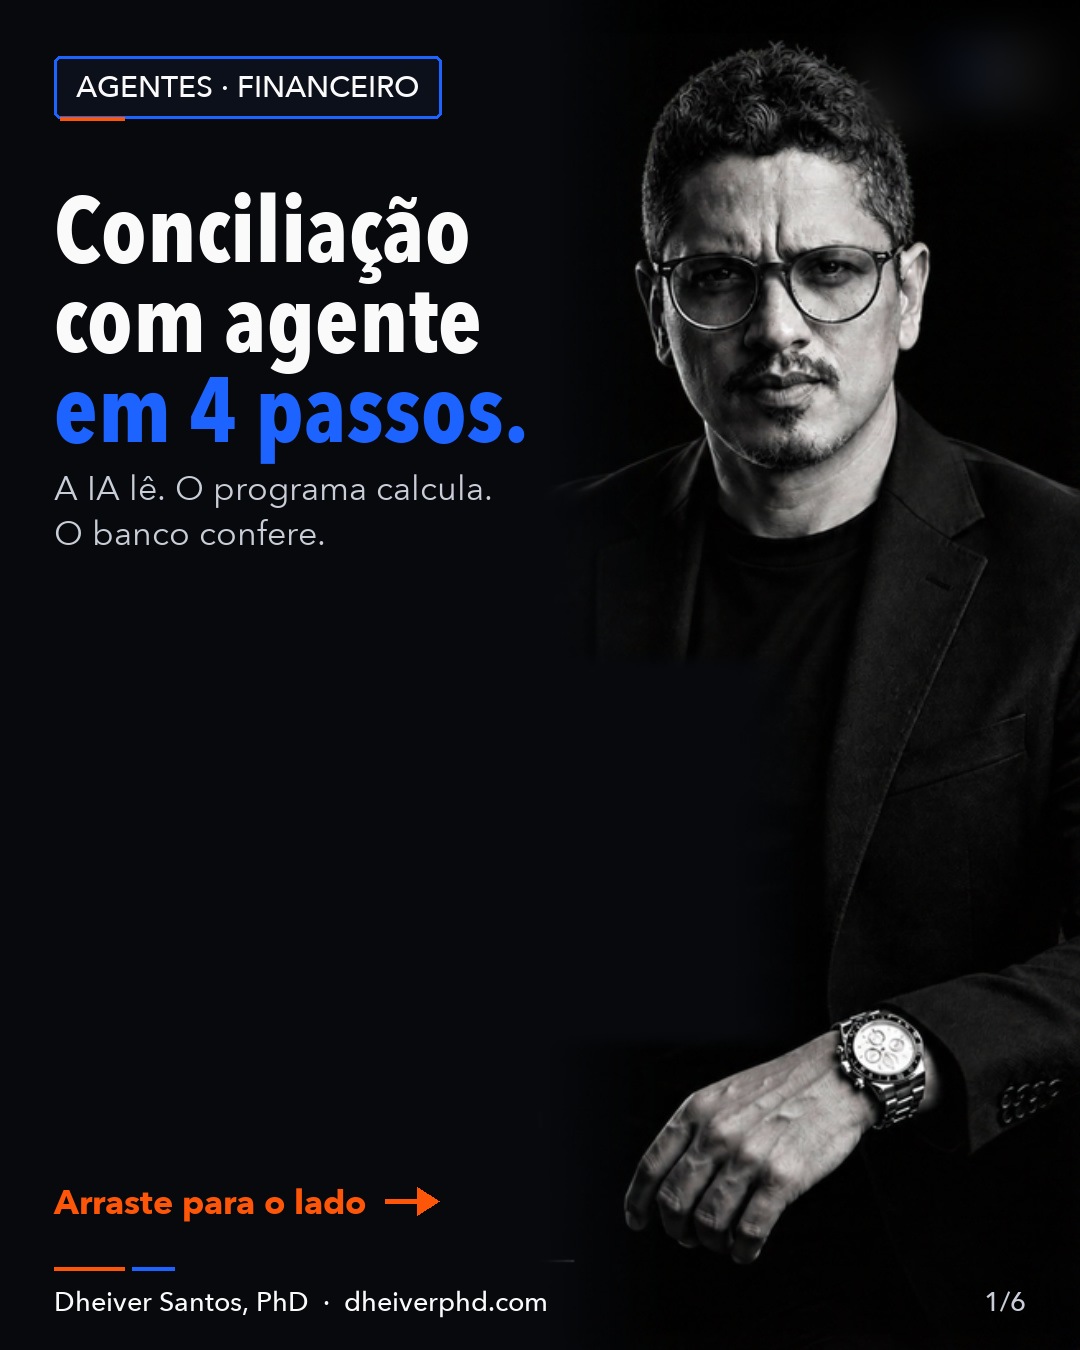 AGENTES · FINANCEIRO
Conciliação
com agente
em 4 passos.
A IA lê. O programa calcula.
O banco confere.
Arraste para o lado
Dheiver Santos, PhD · dheiverphd.com
1/6